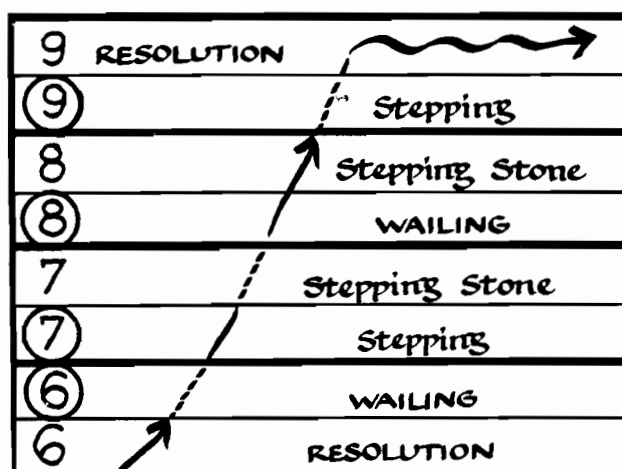 9 RESOLUTION
9 Stepping
8 Stepping Stone
8 WAILING
7 Stepping Stone
7 Stepping
6 WAILING
6 RESOLUTION